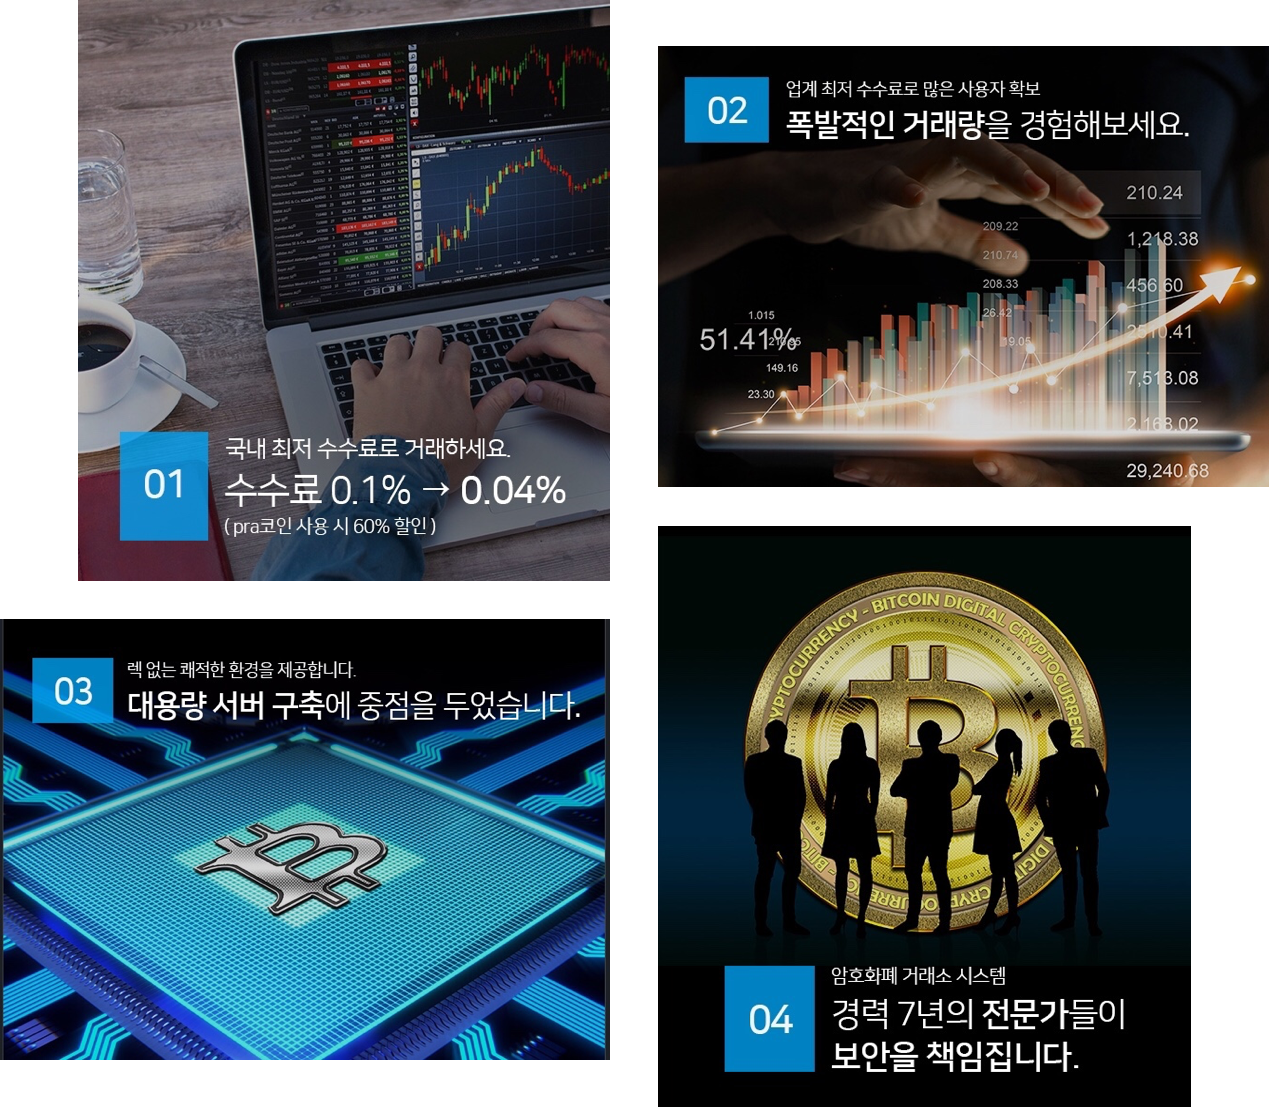 01
국내 최저 수수료로 거래하세요.
수수료 0.1% → 0.04%
( pra코인 사용 시 60% 할인 )
02
업계 최저 수수료로 많은 사용자 확보
폭발적인 거래량을 경험해보세요.
210.24
209.22
1,218.38
210.74
208.33
456.60
26.42
1.015
51.41%
19.05
2510.41
149.16
7,513.08
23.30
2,168.02
29,240.68
03
렉 없는 쾌적한 환경을 제공합니다.
대용량 서버 구축에 중점을 두었습니다.
BITCOIN DIGITAL CRYPTOCURRENCY
04
암호화폐 거래소 시스템
경력 7년의 전문가들이
보안을 책임집니다.